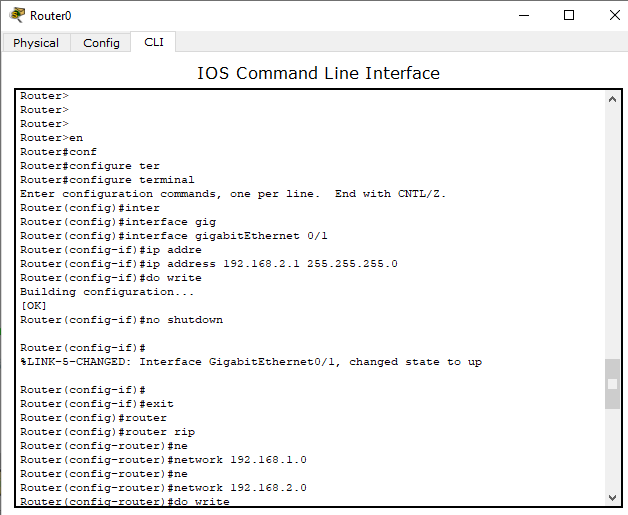 Router0
Physical Config CLI
IOS Command Line Interface
Router>
Router>
Router>
Router>en
Router#conf
Router#configure ter
Router#configure terminal
Enter configuration commands, one per line.  End with CNTL/Z.
Router(config)#inter
Router(config)#interface gig
Router(config)#interface gigabitEthernet 0/1
Router(config-if)#ip addre
Router(config-if)#ip address 192.168.2.1 255.255.255.0
Router(config-if)#do write
Building configuration...
[OK]
Router(config-if)#no shutdown
Router(config-if)#
%LINK-5-CHANGED: Interface GigabitEthernet0/1, changed state to up
Router(config-if)#
Router(config-if)#exit
Router(config)#router
Router(config)#router rip
Router(config-router)#ne
Router(config-router)#network 192.168.1.0
Router(config-router)#ne
Router(config-router)#network 192.168.2.0
Router(config-router)#do write